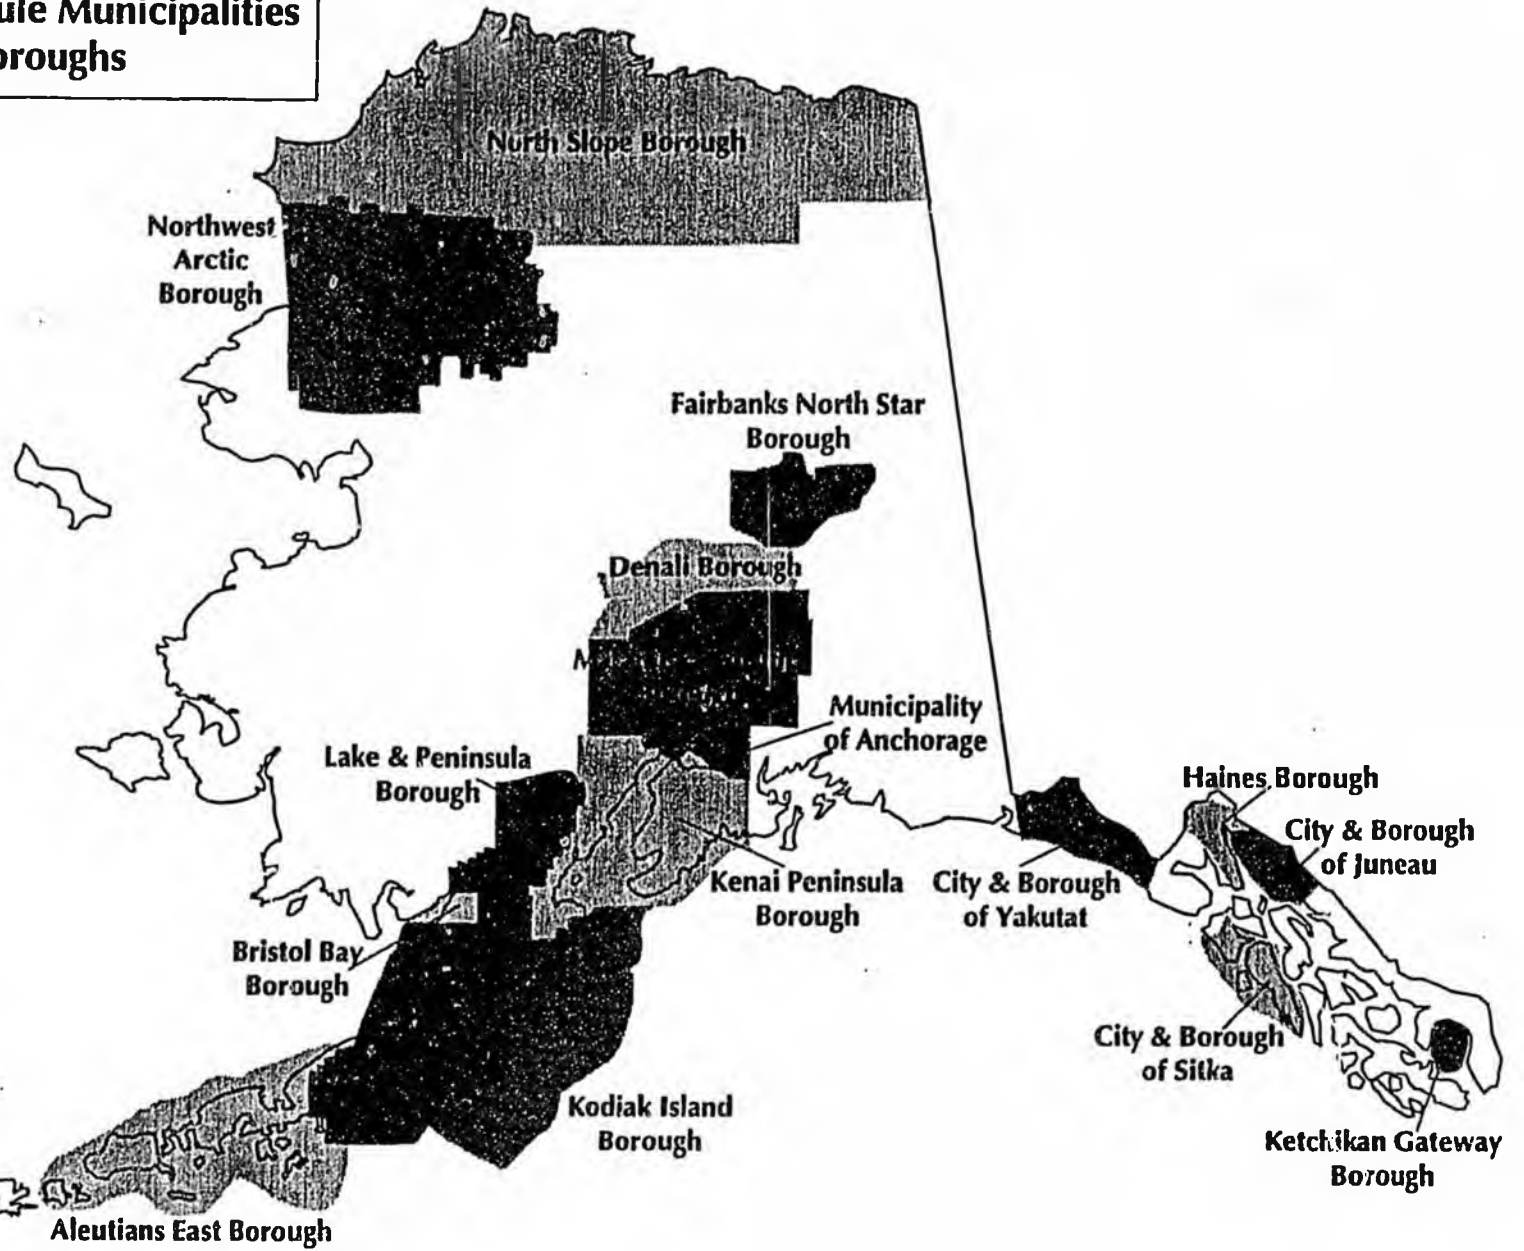 Municipalities
North Slope Borough
Northwest
Arctic
Borough
Fairbanks North Star
Borough
Denali Borough
Municipality
of Anchorage
Lake & Peninsula
Borough
Haines Borough
City & Borough
of Juneau
Kenai Peninsula
Borough
City & Borough
of Yakutat
Bristol Bay
Borough
City & Borough
of Sitka
Kodiak Island
Borough
Ketchikan Gateway
Borough
Aleutians East Borough